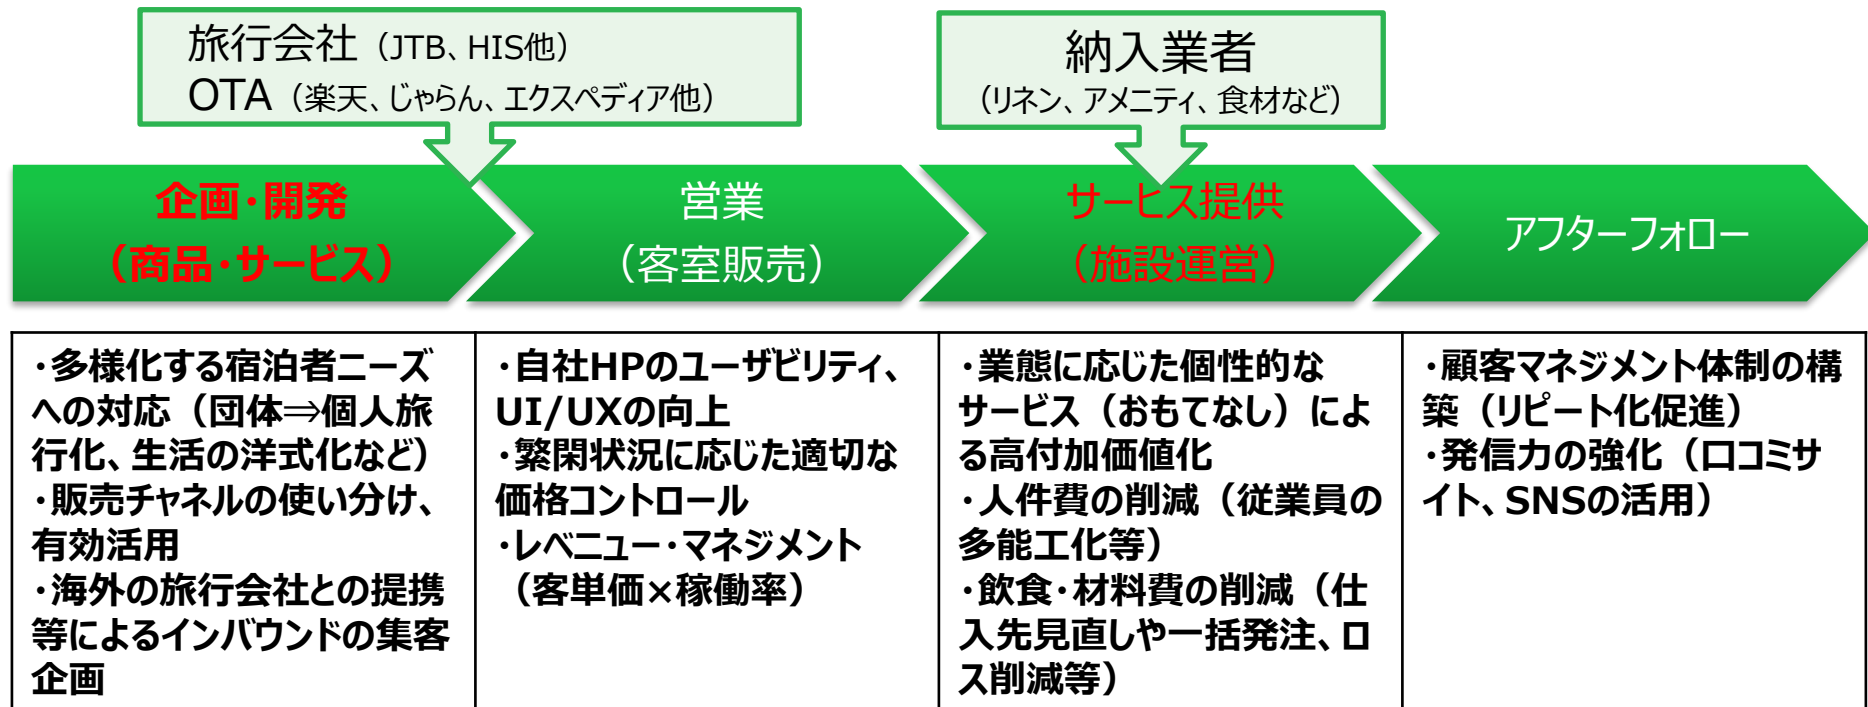 旅行会社（JTB、HIS他）
OTA（楽天、じゃらん、エクスペディア他）
納入業者
（リネン、アメニティ、食材など）
企画・開発
（商品・サービス）
営業
（客室販売）
サービス提供
（施設運営）
アフターフォロー
・多様化する宿泊者ニーズ
への対応（団体⇒個人旅
行化、生活の洋式化など）
・販売チャネルの使い分け、
有効活用
・海外の旅行会社との提携
等によるインバウンドの集客
企画
・自社HPのユーザビリティ、
UI/UXの向上
・繁閑状況に応じた適切な
価格コントロール
・レベニュー・マネジメント
（客単価×稼働率）
・業態に応じた個性的な
サービス（おもてなし）によ
る高付加価値化
・人件費の削減（従業員の
多能工化等）
・飲食・材料費の削減（仕
入先見直しや一括発注、ロ
ス削減等）
・顧客マネジメント体制の構
築（リピート化促進）
・発信力の強化（口コミサ
イト、SNSの活用）